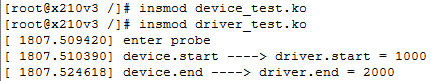 [root@x210v3 /]# insmod device_test.ko
[root@x210v3 /]# insmod driver_test.ko
[ 1807.509420] enter probe
[ 1807.510390] device.start ----> driver.start = 1000
[ 1807.524618] device.end ----> driver.end = 2000